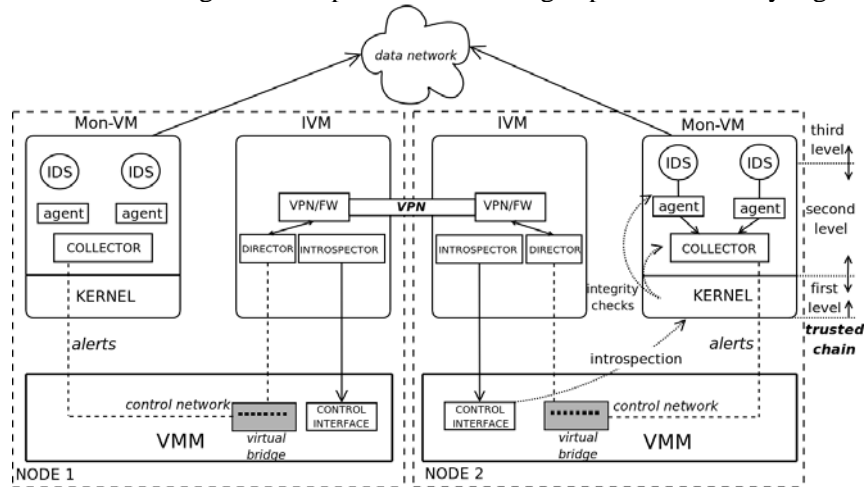 data network
Mon-VM
IVM
IVM
Mon-VM
third
level
IDS
IDS
IDS
IDS
agent
agent
VPN/FW
VPN
VPN/FW
agent
agent
second
level
COLLECTOR
DIRECTOR
INTROSPECTOR
INTROSPECTOR
DIRECTOR
COLLECTOR
KERNEL
integrity
checks
KERNEL
first
level
trusted
chain
alerts
introspection
alerts
control network
CONTROL
INTERFACE
CONTROL
INTERFACE
control network
VMM
virtual
bridge
virtual
bridge
VMM
NODE 1
NODE 2